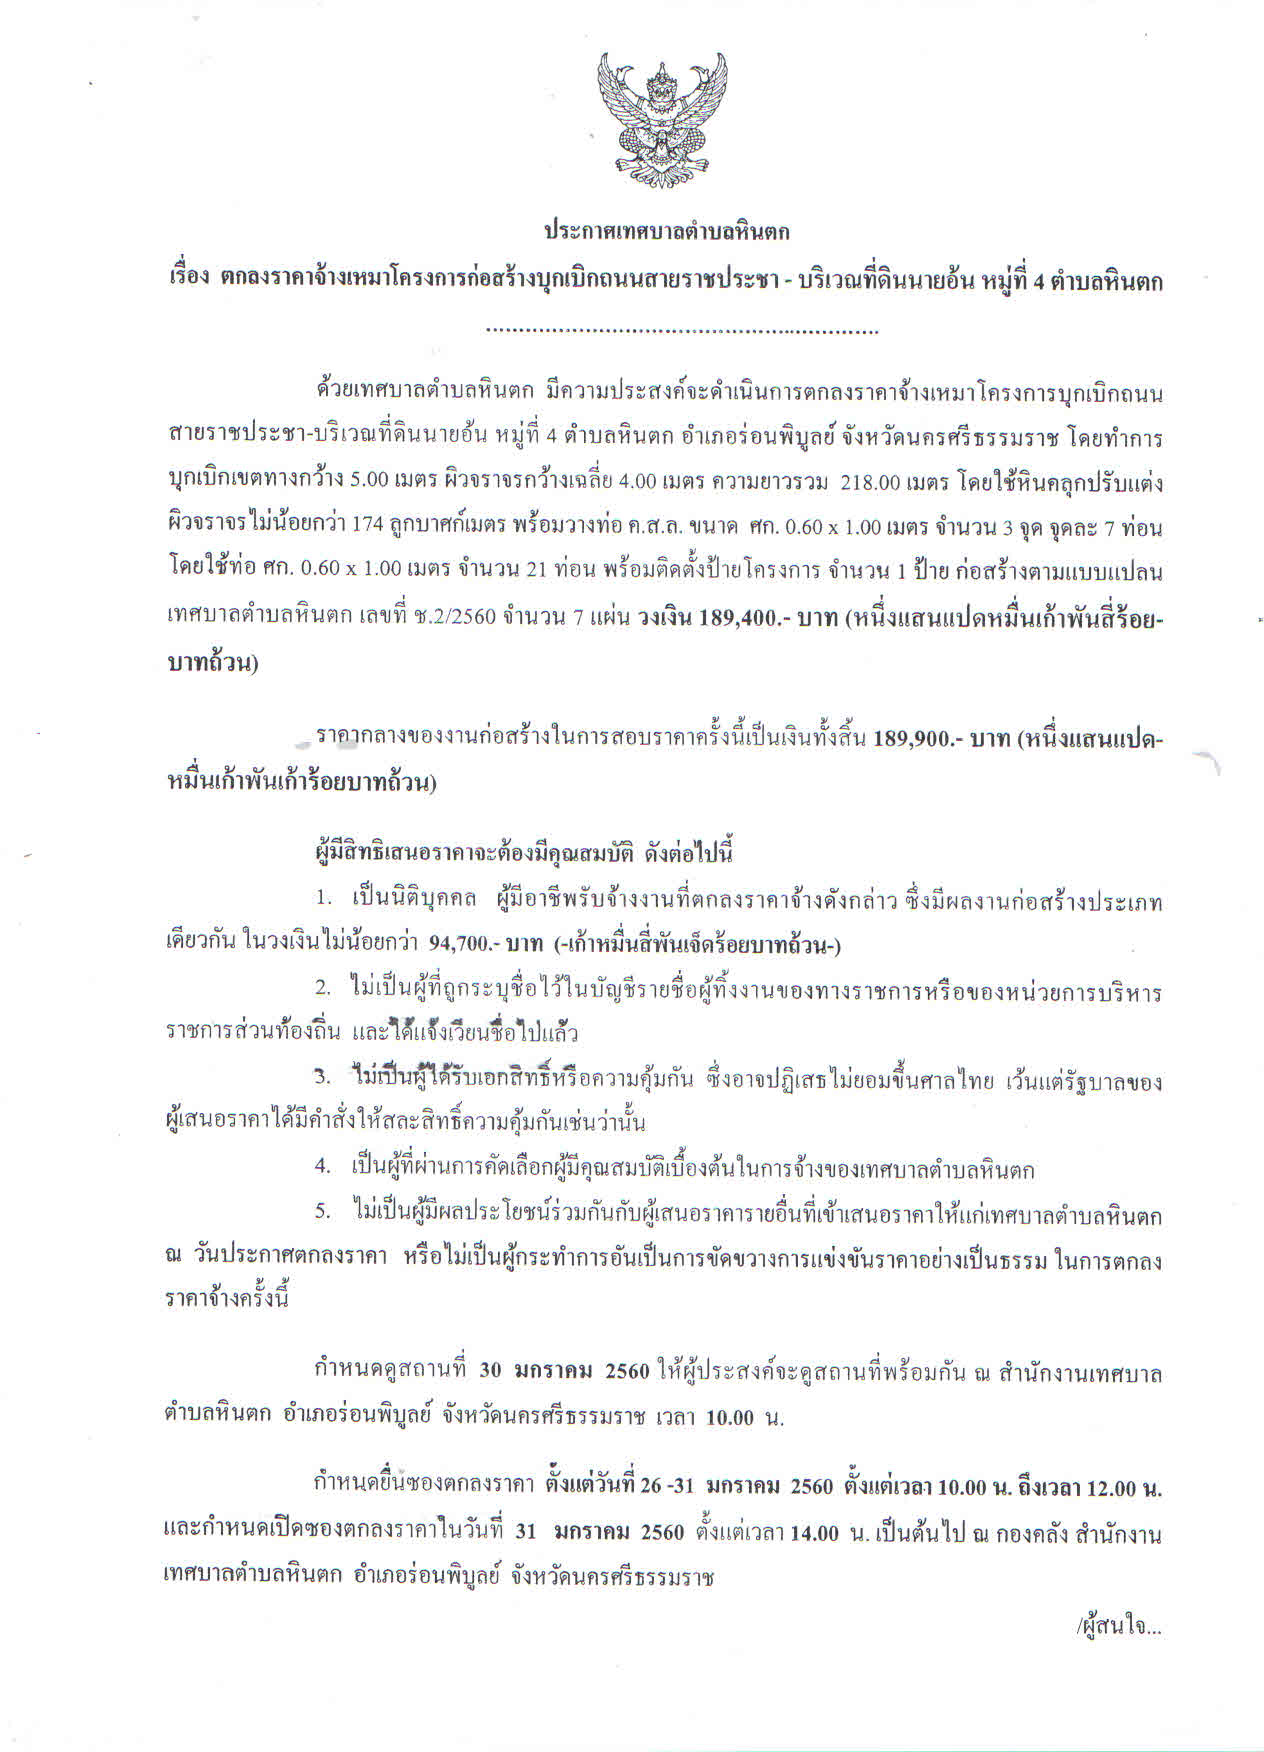 ประกาศเทศบาลตำบลหินตก
เรื่อง ตกลงราคาจ้างเหมาโครงการก่อสร้างบุกเบิกถนนสายราชประชา - บริเวณที่ดินนายอ้น หมู่ที่ 4 ตำบลหินตก
............................................................
ด้วยเทศบาลตำบลหินตก มีความประสงค์จะดำเนินการตกลงราคาจ้างเหมาโครงการบุกเบิกถนน
สายราชประชา-บริเวณที่ดินนายอ้น หมู่ที่ 4 ตำบลหินตก อำเภอร่อนพิบูลย์ จังหวัดนครศรีธรรมราช โดยทำการ
บุกเบิกเขตทางกว้าง 5.00 เมตร ผิวจราจรกว้างเฉลี่ย 4.00 เมตร ความยาวรวม 218.00 เมตร โดยใช้หินคลุกปรับแต่ง
ผิวจราจรไม่น้อยกว่า 174 ลูกบาศก์เมตร พร้อมวางท่อ ค.ส.ล. ขนาด ศก. 0.60 x 1.00 เมตร จำนวน 3 จุด จุดละ 7 ท่อน
โดยใช้ท่อ ศก. 0.60 x 1.00 เมตร จำนวน 21 ท่อน พร้อมติดตั้งป้ายโครงการ จำนวน 1 ป้าย ก่อสร้างตามแบบแปลน
เทศบาลตำบลหินตก เลขที่ ช.2/2560 จำนวน 7 แผ่น วงเงิน 189,400.- บาท (หนึ่งแสนแปดหมื่นเก้าพันสี่ร้อย-
บาทถ้วน)
ราคากลางของงานก่อสร้างในการสอบราคาครั้งนี้เป็นเงินทั้งสิ้น 189,900.- บาท (หนึ่งแสนแปด-
หมื่นเก้าพันเก้าร้อยบาทถ้วน)
ผู้มีสิทธิเสนอราคาจะต้องมีคุณสมบัติ ดังต่อไปนี้
1. เป็นนิติบุคคล ผู้มีอาชีพรับจ้างงานที่ตกลงราคาจ้างดังกล่าว ซึ่งมีผลงานก่อสร้างประเภท
เดียวกัน ในวงเงินไม่น้อยกว่า 94,700.- บาท (-เก้าหมื่นสี่พันเจ็ดร้อยบาทถ้วน-)
2. ไม่เป็นผู้ที่ถูกระบุชื่อไว้ในบัญชีรายชื่อผู้ทิ้งงานของทางราชการหรือของหน่วยการบริหาร
ราชการส่วนท้องถิ่น และได้แจ้งเวียนชื่อไปแล้ว
3. ไม่เป็นผู้ได้รับเอกสิทธิ์หรือความคุ้มกัน ซึ่งอาจปฏิเสธไม่ยอมขึ้นศาลไทย เว้นแต่รัฐบาลของ
ผู้เสนอราคาได้มีคำสั่งให้สละสิทธิ์ความคุ้มกันเช่นว่านั้น
4. เป็นผู้ที่ผ่านการคัดเลือกผู้มีคุณสมบัติเบื้องต้นในการจ้างของเทศบาลตำบลหินตก
5. ไม่เป็นผู้มีผลประโยชน์ร่วมกันกับผู้เสนอราคารายอื่นที่เข้าเสนอราคาให้แก่เทศบาลตำบลหินตก
ณ วันประกาศตกลงราคา หรือไม่เป็นผู้กระทำการอันเป็นการขัดขวางการแข่งขันราคาอย่างเป็นธรรม ในการตกลง
ราคาจ้างครั้งนี้
กำหนดดูสถานที่ 30 มกราคม 2560 ให้ผู้ประสงค์จะดูสถานที่พร้อมกัน ณ สำนักงานเทศบาล
ตำบลหินตก อำเภอร่อนพิบูลย์ จังหวัดนครศรีธรรมราช เวลา 10.00 น.
กำหนดยื่นซองตกลงราคา ตั้งแต่วันที่ 26 -31 มกราคม 2560 ตั้งแต่เวลา 10.00 น. ถึงเวลา 12.00 น.
และกำหนดเปิดซองตกลงราคาในวันที่ 31 มกราคม 2560 ตั้งแต่เวลา 14.00 น. เป็นต้นไป ณ กองคลัง สำนักงาน
เทศบาลตำบลหินตก อำเภอร่อนพิบูลย์ จังหวัดนครศรีธรรมราช
/ผู้สนใจ...